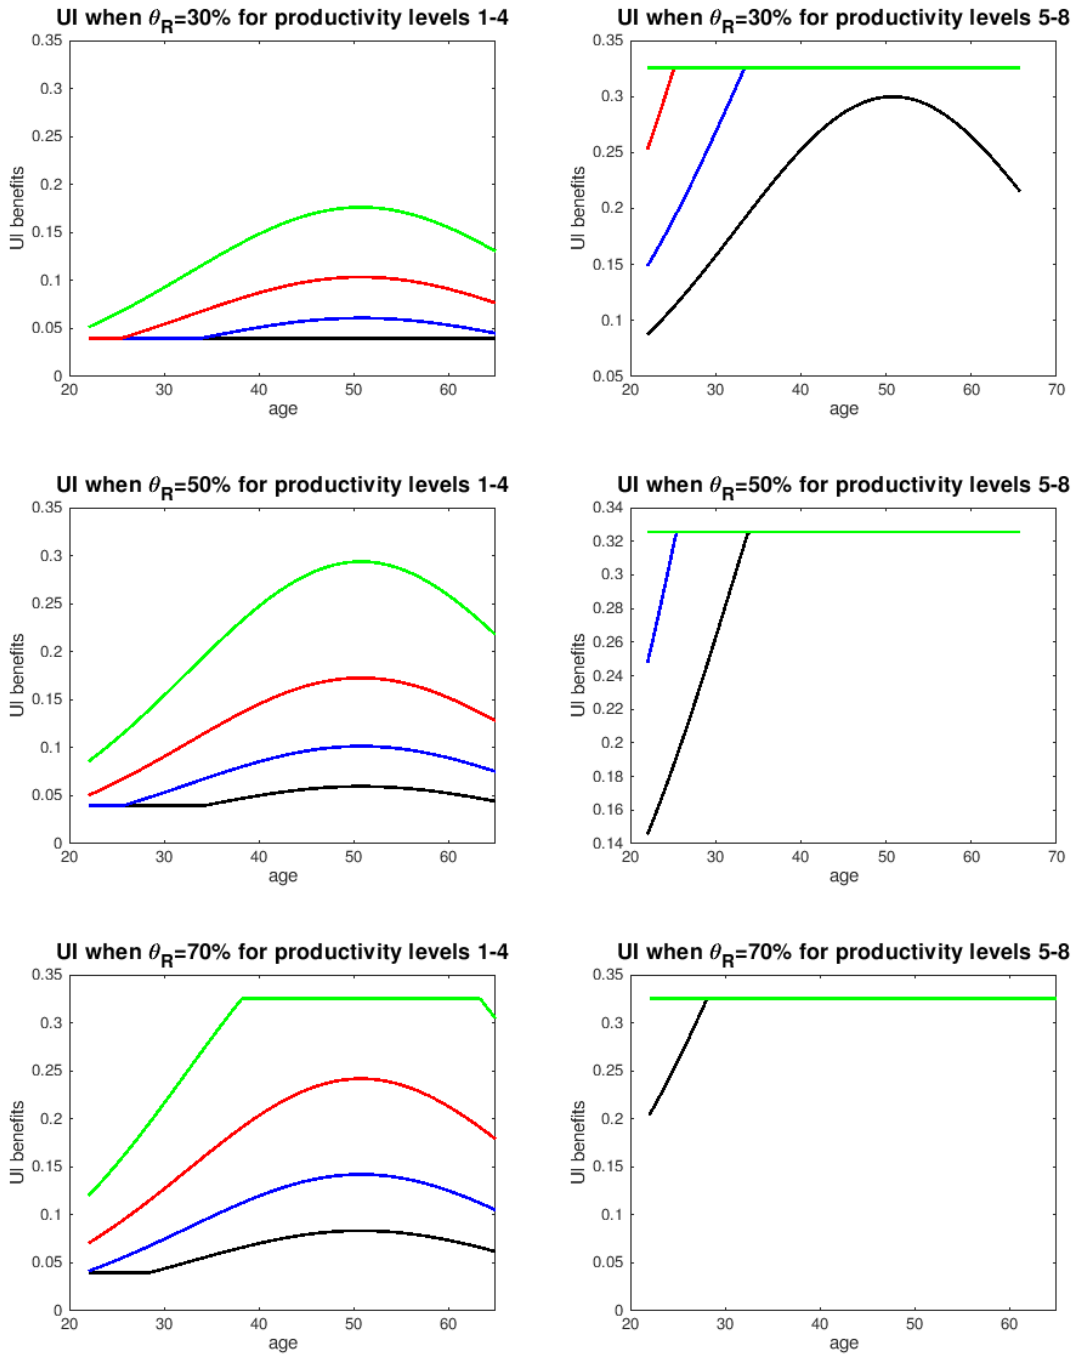 UI when θR=30% for productivity levels 1-4
0.35
0.3
0.25
0.2
0.15
0.1
0.05
0
UI benefits
20 30 40 50 60
age
UI when θR=30% for productivity levels 5-8
0.35
0.3
0.25
0.2
0.15
0.1
0.05
UI benefits
20 30 40 50 60 70
age
UI when θR=50% for productivity levels 1-4
0.35
0.3
0.25
0.2
0.15
0.1
0.05
0
UI benefits
20 30 40 50 60
age
UI when θR=50% for productivity levels 5-8
0.34
0.32
0.3
0.28
0.26
0.24
0.22
0.2
0.18
0.16
0.14
UI benefits
20 30 40 50 60 70
age
UI when θR=70% for productivity levels 1-4
0.35
0.3
0.25
0.2
0.15
0.1
0.05
0
UI benefits
20 30 40 50 60
age
UI when θR=70% for productivity levels 5-8
0.35
0.3
0.25
0.2
0.15
0.1
0.05
0
UI benefits
20 30 40 50 60
age